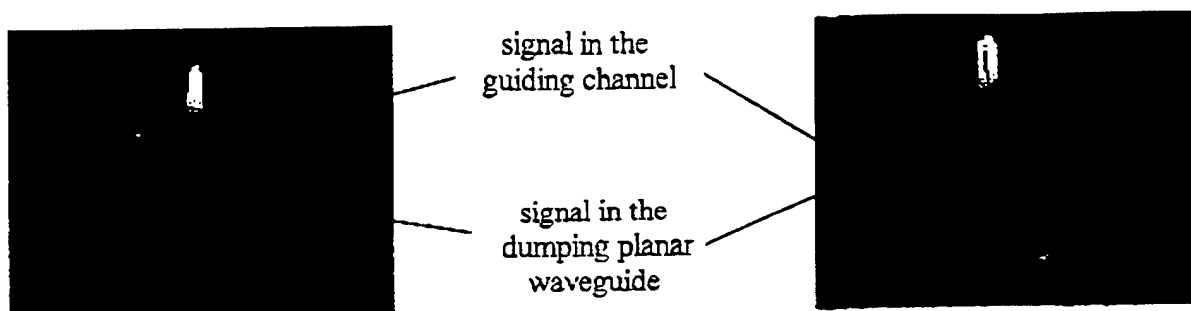 signal in the
guiding channel
signal in the
dumping planar
waveguide